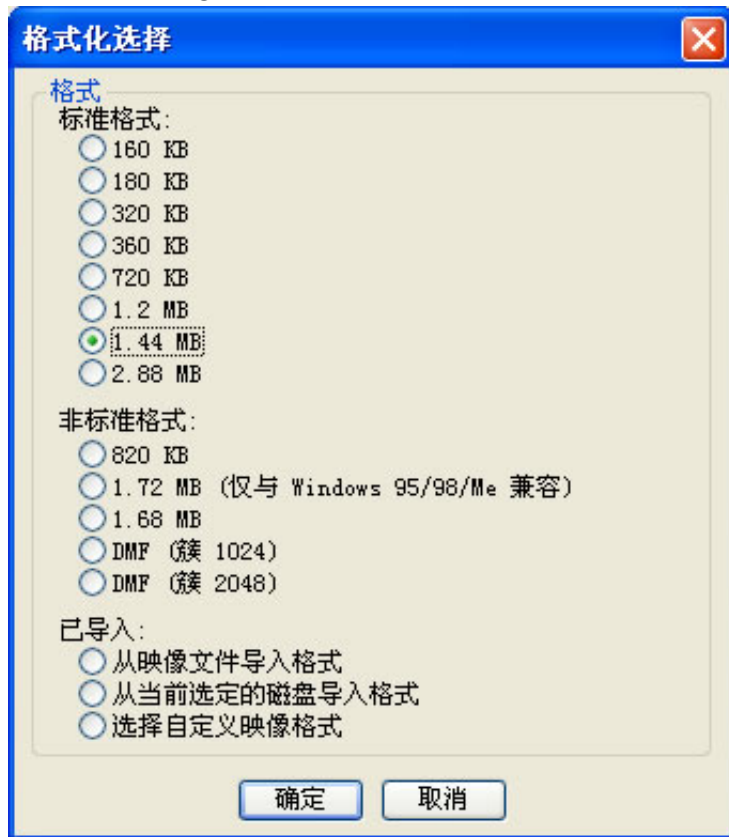 格式化选择
格式
标准格式:
160 KB
180 KB
320 KB
360 KB
720 KB
1.2 MB
1.44 MB
2.88 MB
非标准格式:
820 KB
1.72 MB (仅与 Windows 95/98/Me 兼容)
1.68 MB
DMF (簇 1024)
DMF (簇 2048)
已导入:
从映像文件导入格式
从当前选定的磁盘导入格式
选择自定义映像格式
确定 取消